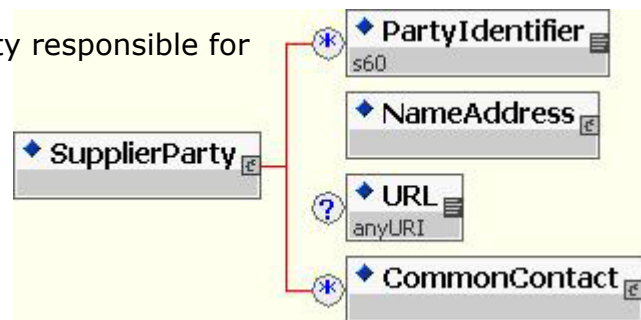 ty responsible for
PartyIdentifier
s60
NameAddress
SupplierParty
? URL
anyURI
CommonContact